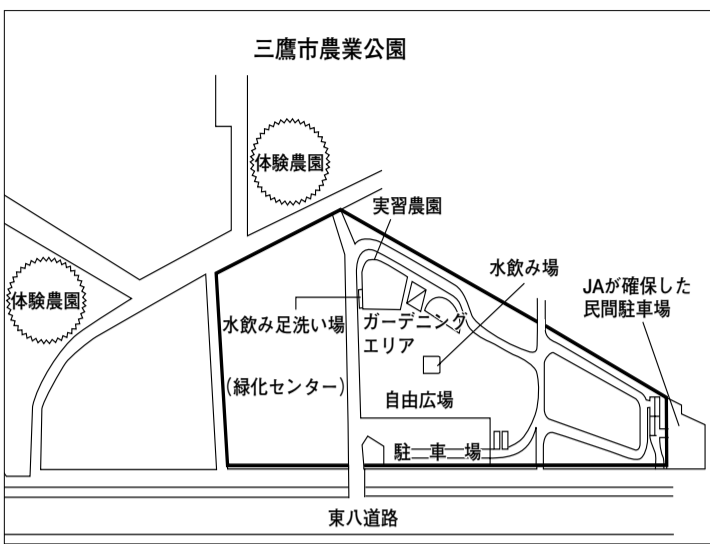 三鷹市農業公園
体験農園
実習農園
水飲み場
JAが確保した
民間駐車場
体験農園
水飲み足洗い場
ガーデニング
エリア
(緑化センター)
自由広場
駐車場
東八道路